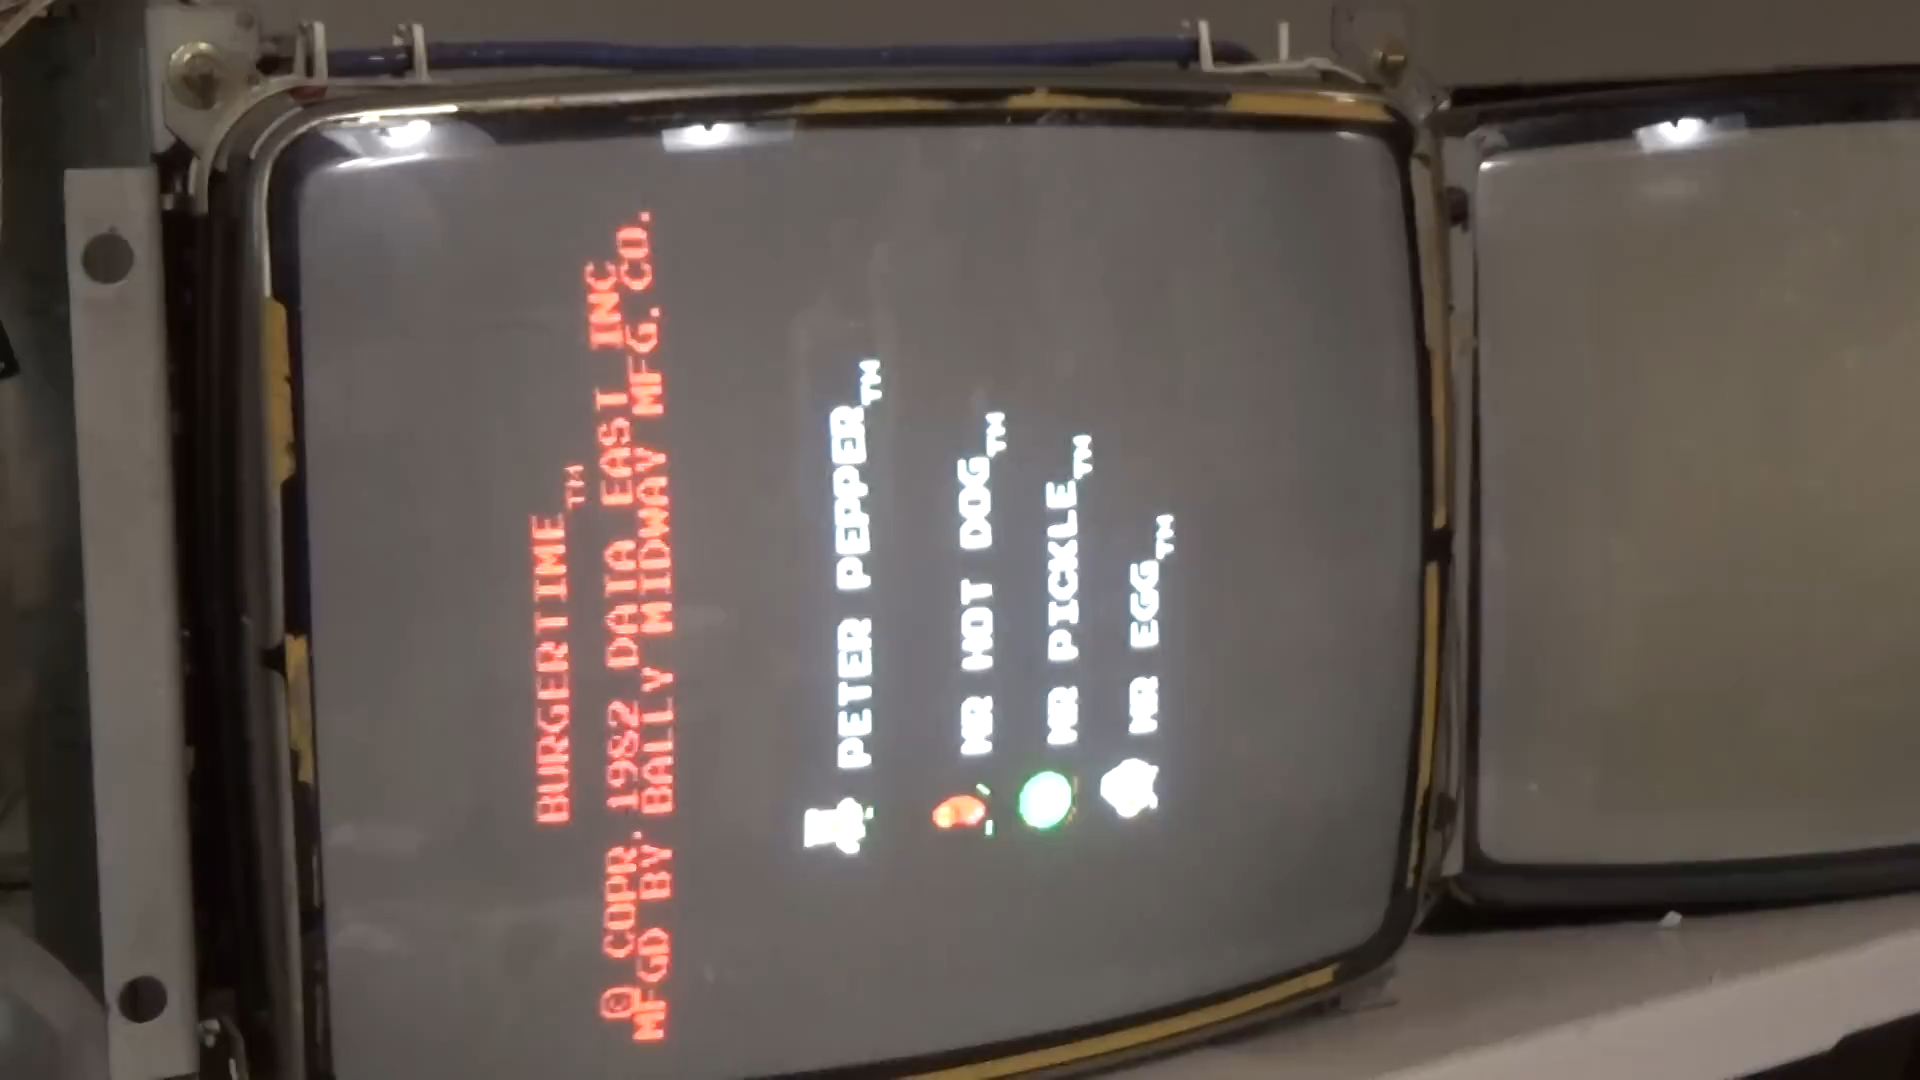 BURGERTIME™
© COPR. 1982 DATA EAST INC
MFGD BY BALLY MIDWAY MFG. CO.
PETER PEPPER™
MR HOT DOG™
MR PICKLE™
MR EGG™